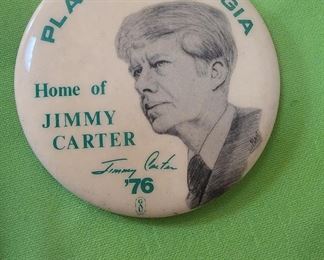 PLA GIA
Home of
JIMMY
CARTER
Jimmy Carter
'76